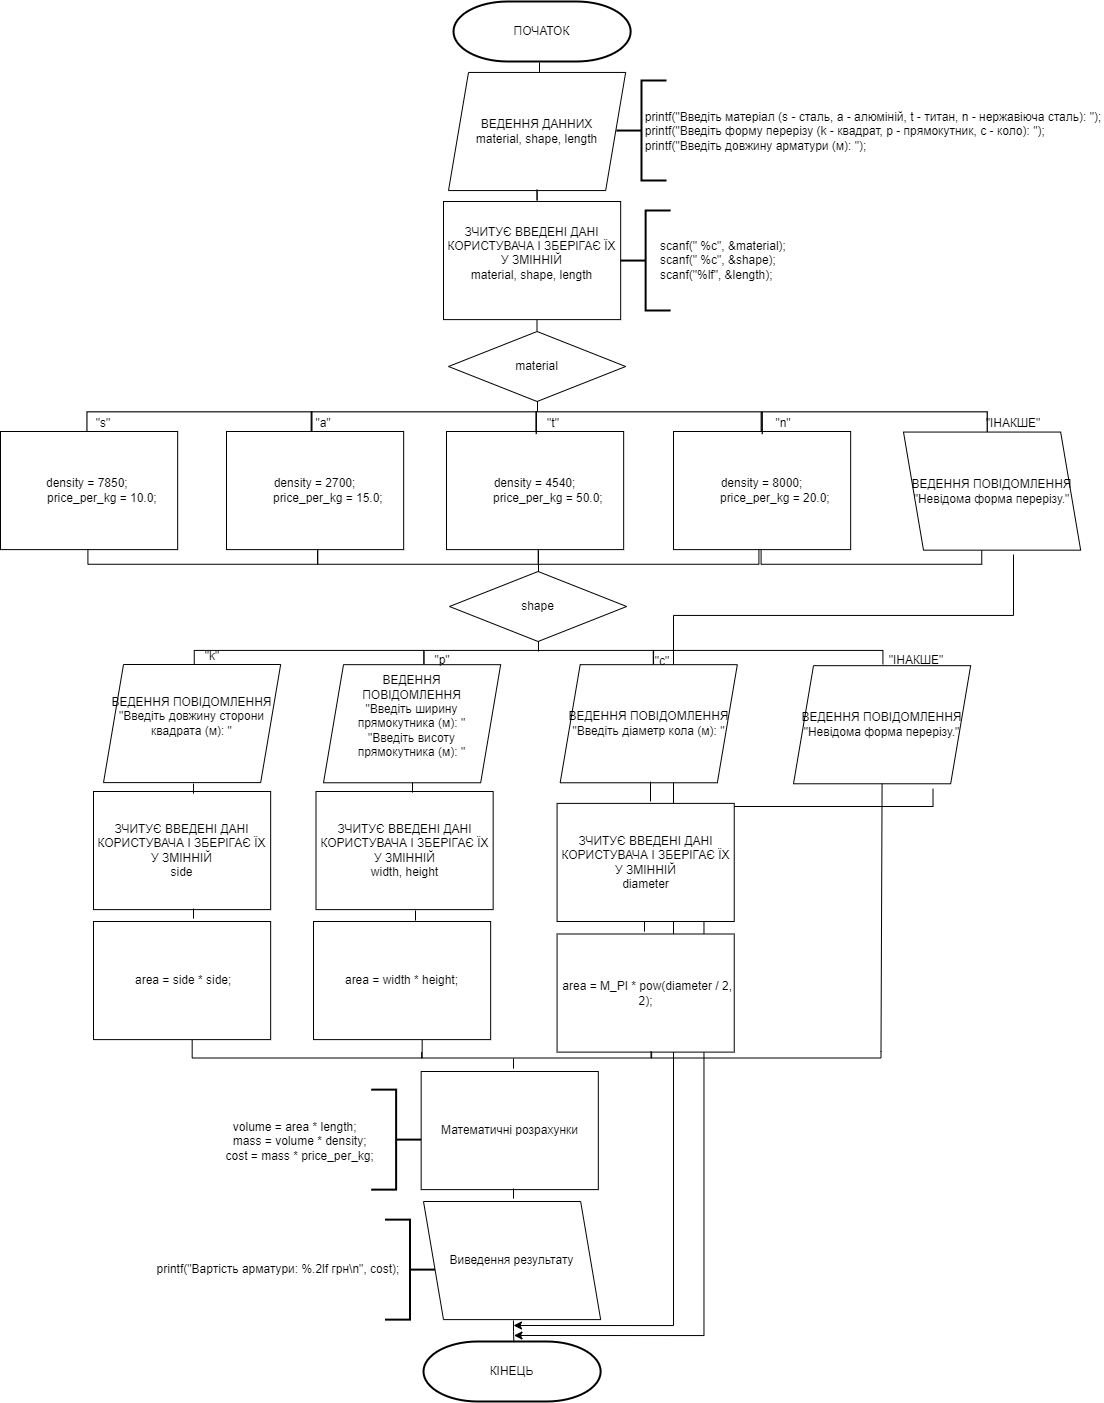 ПОЧАТОК
ВЕДЕННЯ ДАННИХ
material, shape, length
printf("Введіть матеріал (s - сталь, a - алюміній, t - титан, n - нержавіюча сталь): ");
printf("Введіть форму перерізу (k - квадрат, p - прямокутник, c - коло): ");
printf("Введіть довжину арматури (м): ");
ЗЧИТУЄ ВВЕДЕНІ ДАНІ
КОРИСТУВАЧА І ЗБЕРІГАЄ ЇХ
У ЗМІННІЙ
material, shape, length
scanf(" %c", &material);
scanf(" %c", &shape);
scanf("%lf", &length);
material
"s"
"a"
"t"
"n"
"ІНАКШЕ"
density = 7850;
price_per_kg = 10.0;
density = 2700;
price_per_kg = 15.0;
density = 4540;
price_per_kg = 50.0;
density = 8000;
price_per_kg = 20.0;
ВЕДЕННЯ ПОВІДОМЛЕННЯ
"Невідома форма перерізу."
shape
"k"
"p"
"c"
"ІНАКШЕ"
ВЕДЕННЯ ПОВІДОМЛЕННЯ
"Введіть довжину сторони
квадрата (м): "
ВЕДЕННЯ
ПОВІДОМЛЕННЯ
"Введіть ширину
прямокутника (м): "
"Введіть висоту
прямокутника (м): "
ВЕДЕННЯ ПОВІДОМЛЕННЯ
"Введіть діаметр кола (м): "
ВЕДЕННЯ ПОВІДОМЛЕННЯ
"Невідома форма перерізу."
ЗЧИТУЄ ВВЕДЕНІ ДАНІ
КОРИСТУВАЧА І ЗБЕРІГАЄ ЇХ
У ЗМІННІЙ
side
ЗЧИТУЄ ВВЕДЕНІ ДАНІ
КОРИСТУВАЧА І ЗБЕРІГАЄ ЇХ
У ЗМІННІЙ
width, height
ЗЧИТУЄ ВВЕДЕНІ ДАНІ
КОРИСТУВАЧА І ЗБЕРІГАЄ ЇХ
У ЗМІННІЙ
diameter
area = side * side;
area = width * height;
area = M_PI * pow(diameter / 2,
2);
volume = area * length;
mass = volume * density;
cost = mass * price_per_kg;
Математичні розрахунки
printf("Вартість арматури: %.2lf грн\n", cost);
Виведення результату
КІНЕЦЬ